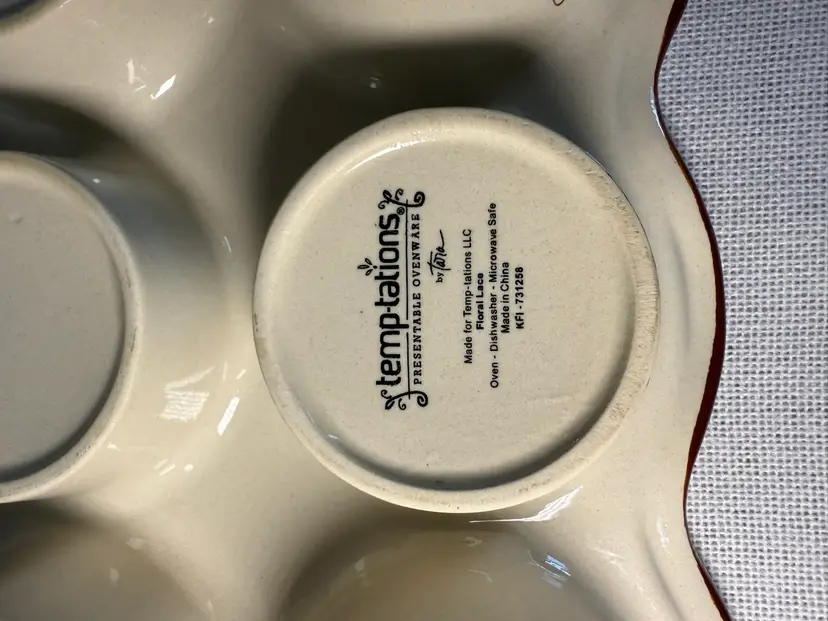 temp-tations®
PRESENTABLE OVENWARE
by Tara
Made for Temp-tations LLC
Floral Lace
Oven - Dishwasher - Microwave Safe
Made in China
KFI - 731258